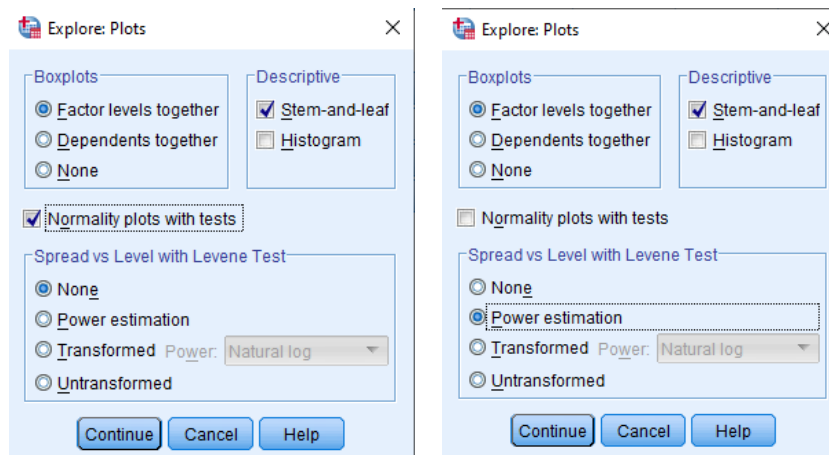 Explore: Plots
Boxplots
Factor levels together
Dependents together
None
Descriptive
Stem-and-leaf
Histogram
Normality plots with tests
Spread vs Level with Levene Test
None
Power estimation
Transformed Power: Natural log
Untransformed
Continue Cancel Help
Explore: Plots
Boxplots
Factor levels together
Dependents together
None
Descriptive
Stem-and-leaf
Histogram
Normality plots with tests
Spread vs Level with Levene Test
None
Power estimation
Transformed Power: Natural log
Untransformed
Continue Cancel Help